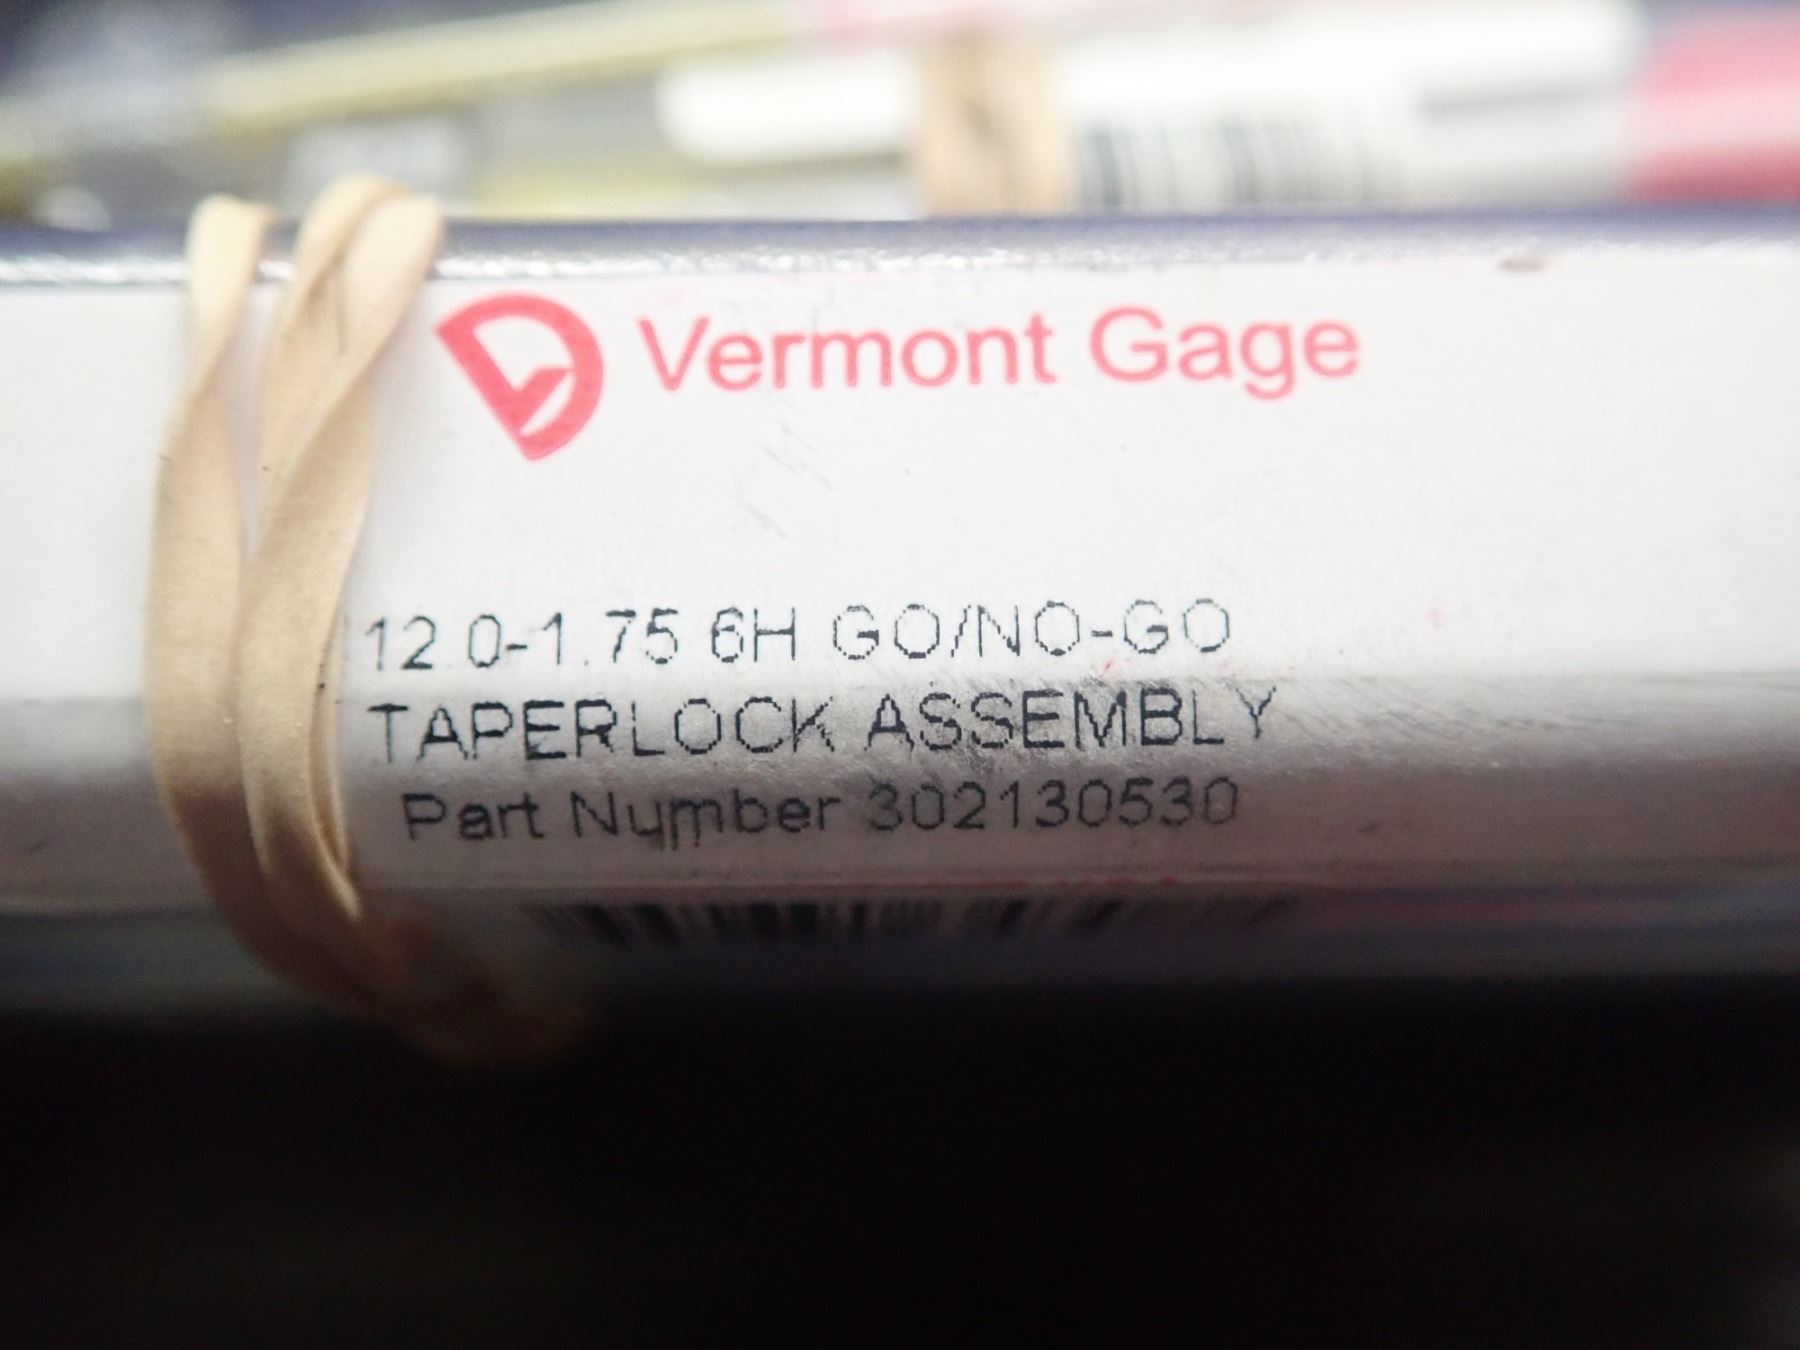 Vermont Gage
12.0-1.75 6H GO/NO-GO
TAPERLOCK ASSEMBLY
Part Number 302130530